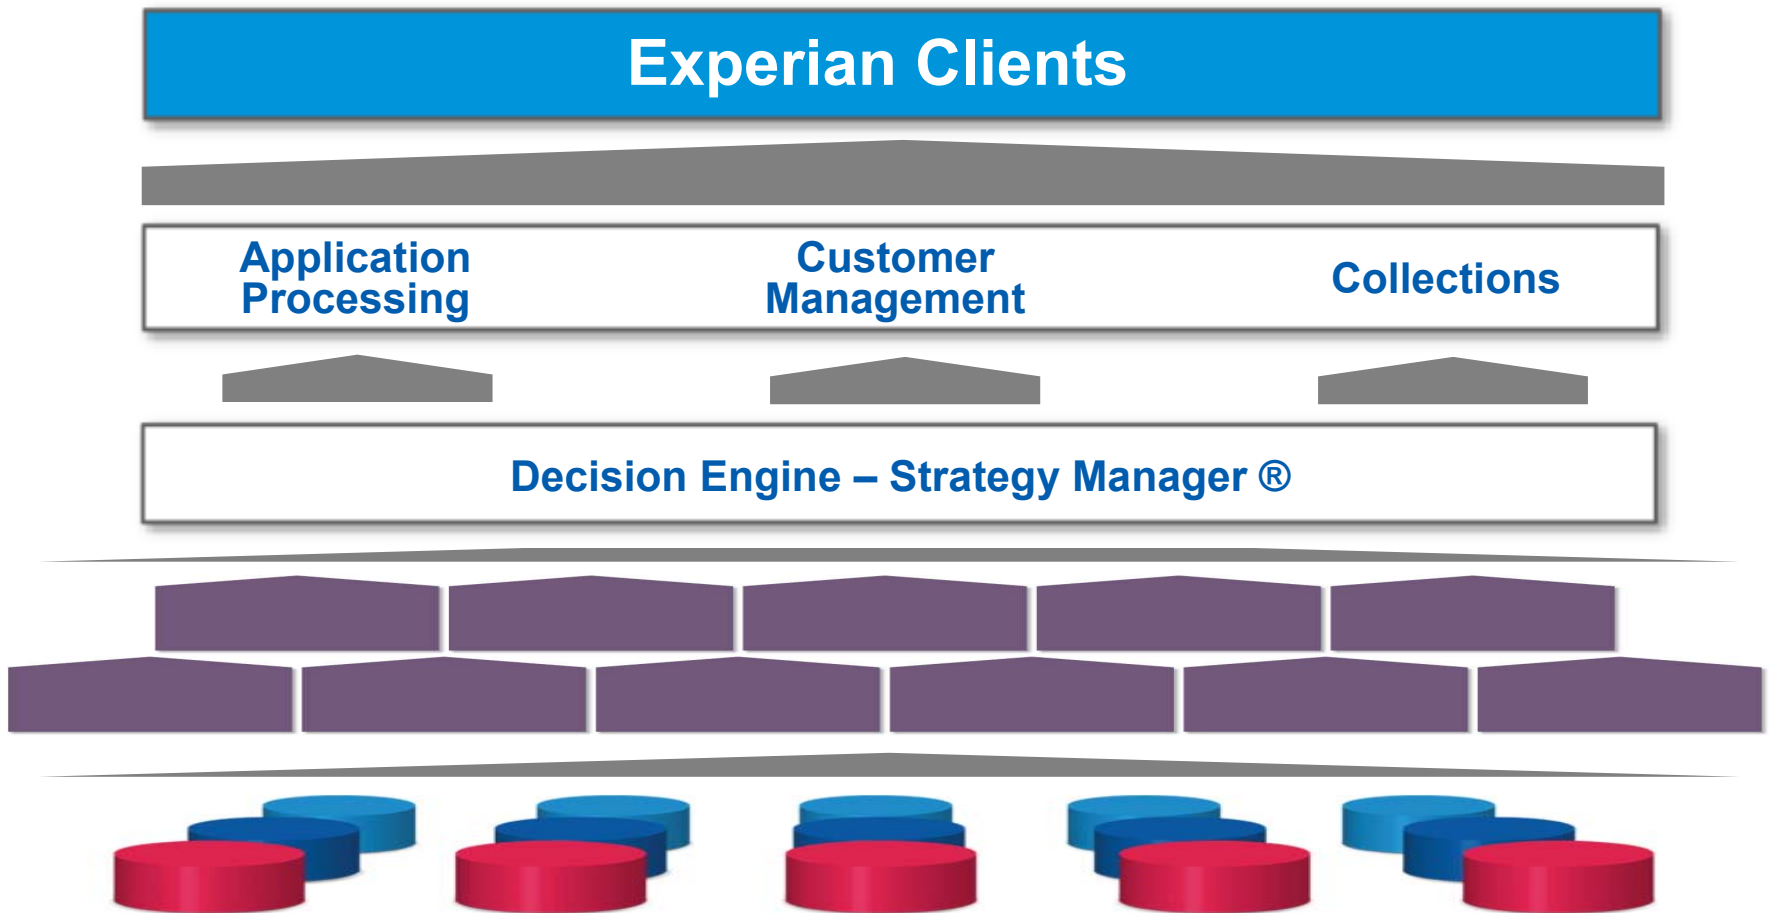 Experian Clients
Application
Processing
Customer
Management
Collections
Decision Engine – Strategy Manager ®